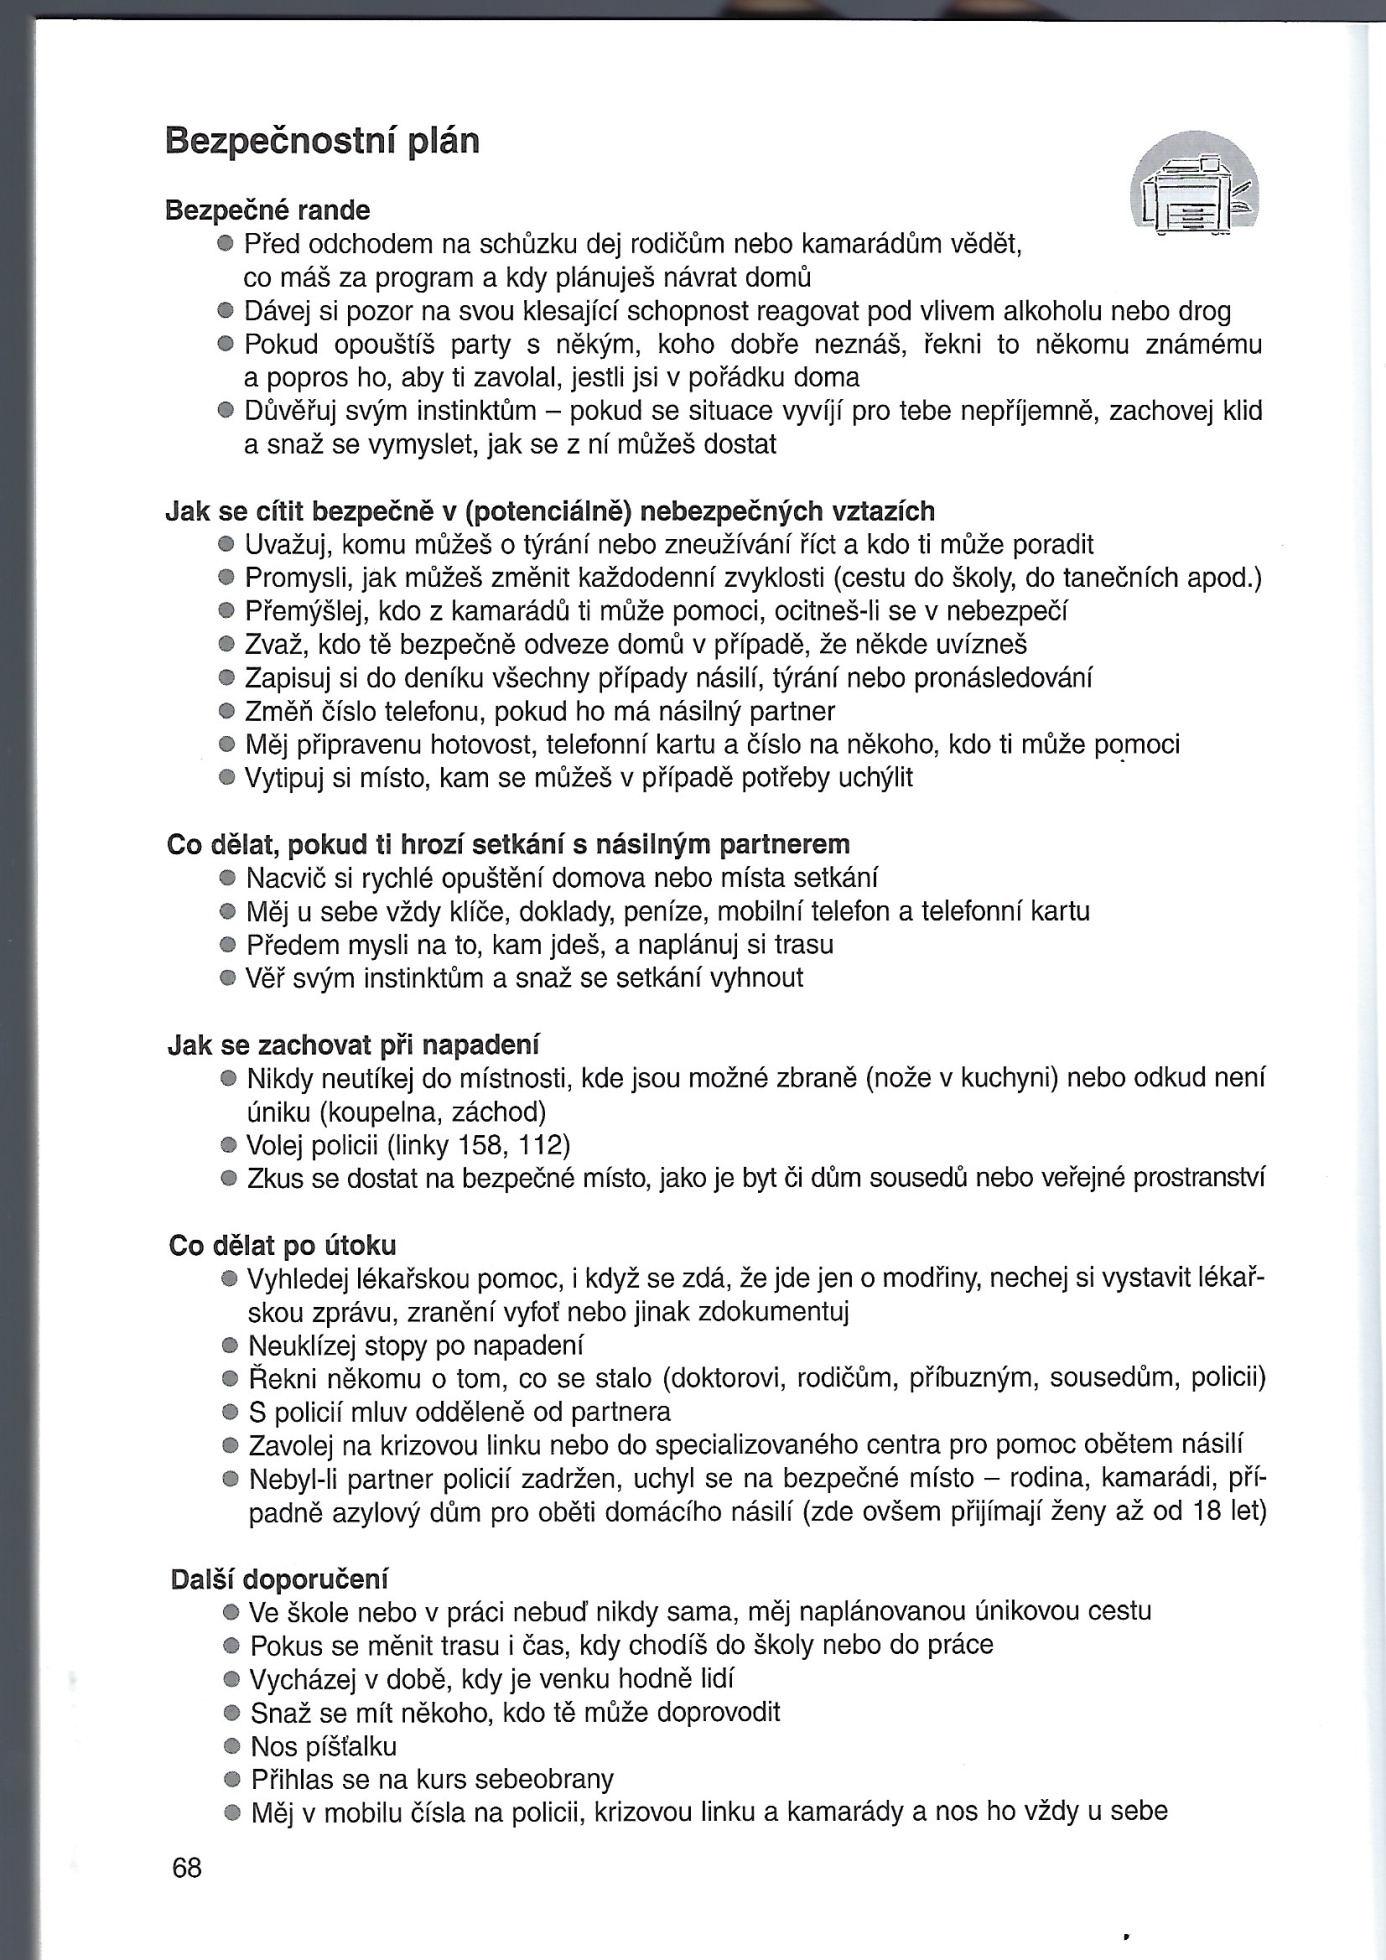 Bezpečnostní plán
Bezpečné rande
● Před odchodem na schůzku dej rodičům nebo kamarádům vědět,
co máš za program a kdy plánuješ návrat domů
● Dávej si pozor na svou klesající schopnost reagovat pod vlivem alkoholu nebo drog
● Pokud opouštíš party s někým, koho dobře neznáš, řekni to někomu známému
a popros ho, aby ti zavolal, jestli jsi v pořádku doma
● Důvěřuj svým instinktům – pokud se situace vyvíjí pro tebe nepříjemně, zachovej klid
a snaž se vymyslet, jak se z ní můžeš dostat
Jak se cítit bezpečně v (potenciálně) nebezpečných vztazích
● Uvažuj, komu můžeš o týrání nebo zneužívání říct a kdo ti může poradit
● Promysli, jak můžeš změnit každodenní zvyklosti (cestu do školy, do tanečních apod.)
● Přemýšlej, kdo z kamarádů ti může pomoci, ocitneš-li se v nebezpečí
● Zvaž, kdo tě bezpečně odveze domů v případě, že někde uvízneš
● Zapisuj si do deníku všechny případy násilí, týrání nebo pronásledování
● Změň číslo telefonu, pokud ho má násilný partner
● Měj připravenu hotovost, telefonní kartu a číslo na někoho, kdo ti může pomoci
● Vytipuj si místo, kam se můžeš v případě potřeby uchýlit
Co dělat, pokud ti hrozí setkání s násilným partnerem
● Nacvič si rychlé opuštění domova nebo místa setkání
● Měj u sebe vždy klíče, doklady, peníze, mobilní telefon a telefonní kartu
● Předem mysli na to, kam jdeš, a naplánuj si trasu
● Věř svým instinktům a snaž se setkání vyhnout
Jak se zachovat při napadení
● Nikdy neutíkej do místnosti, kde jsou možné zbraně (nože v kuchyni) nebo odkud není
úniku (koupelna, záchod)
● Volej policii (linky 158, 112)
● Zkus se dostat na bezpečné místo, jako je byt či dům sousedů nebo veřejné prostranství
Co dělat po útoku
● Vyhledej lékařskou pomoc, i když se zdá, že jde jen o modřiny, nechej si vystavit lékař-
skou zprávu, zranění vyfoť nebo jinak zdokumentuj
● Neuklízej stopy po napadení
● Řekni někomu o tom, co se stalo (doktorovi, rodičům, příbuzným, sousedům, policii)
● S policií mluv odděleně od partnera
● Zavolej na krizovou linku nebo do specializovaného centra pro pomoc obětem násilí
● Nebyl-li partner policií zadržen, uchyl se na bezpečné místo – rodina, kamarádi, pří-
padně azylový dům pro oběti domácího násilí (zde ovšem přijímají ženy až od 18 let)
Další doporučení
● Ve škole nebo v práci nebuď nikdy sama, měj naplánovanou únikovou cestu
● Pokus se měnit trasu i čas, kdy chodíš do školy nebo do práce
● Vycházej v době, kdy je venku hodně lidí
● Snaž se mít někoho, kdo tě může doprovodit
● Nos píšťalku
● Přihlas se na kurs sebeobrany
● Měj v mobilu čísla na policii, krizovou linku a kamarády a nos ho vždy u sebe
68